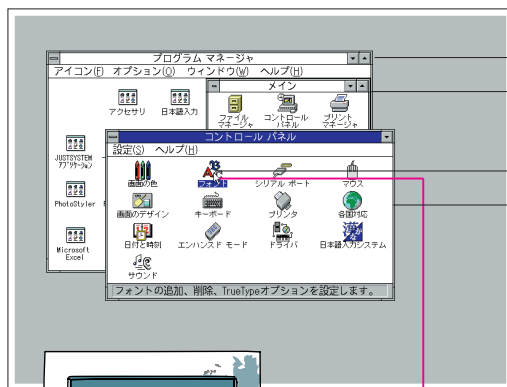 プログラム マネージャ
アイコン(F) オプション(O) ウィンドウ(W) ヘルプ(H)
メイン
アクセサリ 日本語入力
ファイル マネージャ
コントロール パネル
プリント マネージャ
JUSTSYSTEM アプリケーション
PhotoStyler
Microsoft Excel
コントロール パネル
設定(S) ヘルプ(H)
画面の色 フォント シリアル ポート マウス
画面のデザイン キーボード プリンタ 各国対応
日付と時刻 エンハンスド モード ドライバ 日本語入力システム
サウンド
フォントの追加、削除、TrueTypeオプションを設定します。